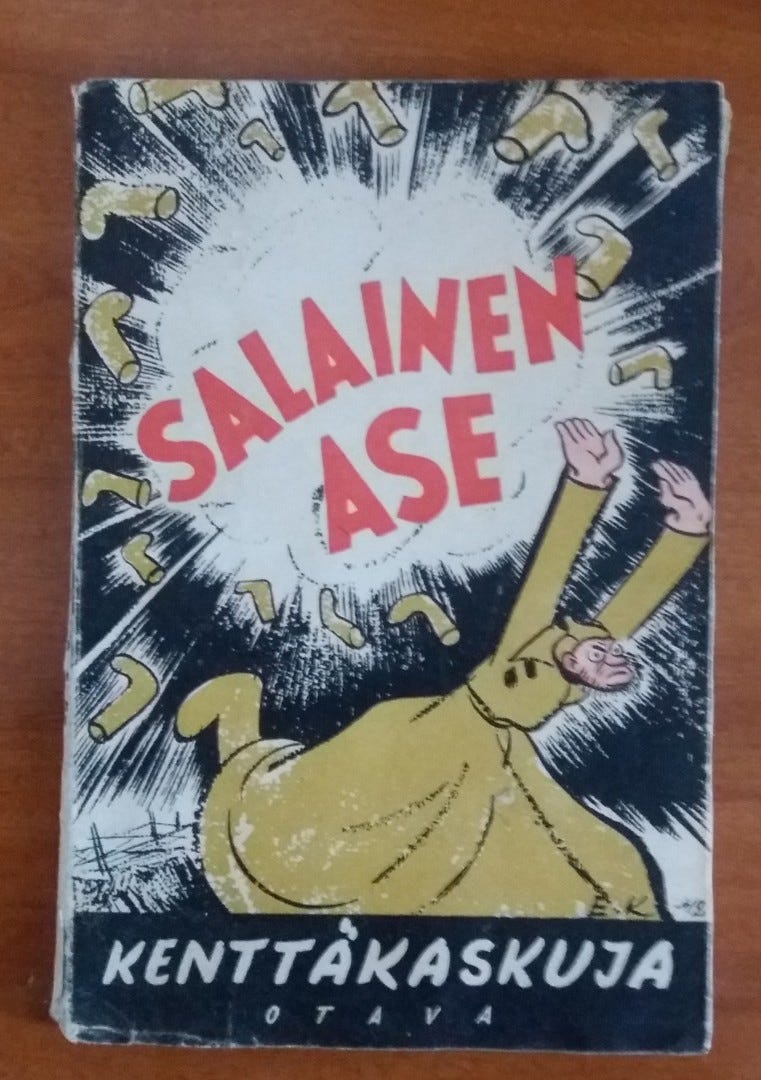 SALAINEN
ASE
E-K
KENTTÄKASKUJA
OTAVA